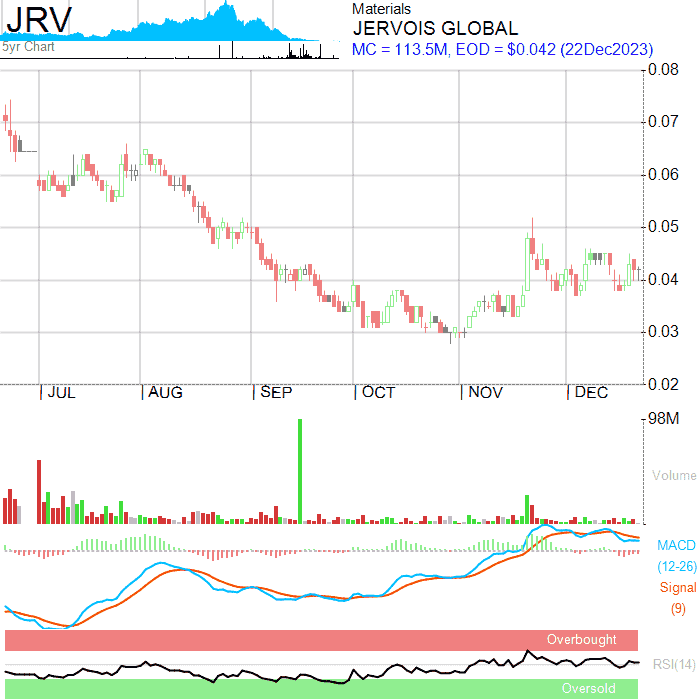 JRV
5yr Chart
Materials
JERVOIS GLOBAL
MC = 113.5M, EOD = $0.042 (22Dec2023)
0.08
0.07
0.06
0.05
0.04
0.03
0.02
JUL AUG SEP OCT NOV DEC
98M
Volume
MACD
(12-26)
Signal
(9)
Overbought
RSI(14)
Oversold